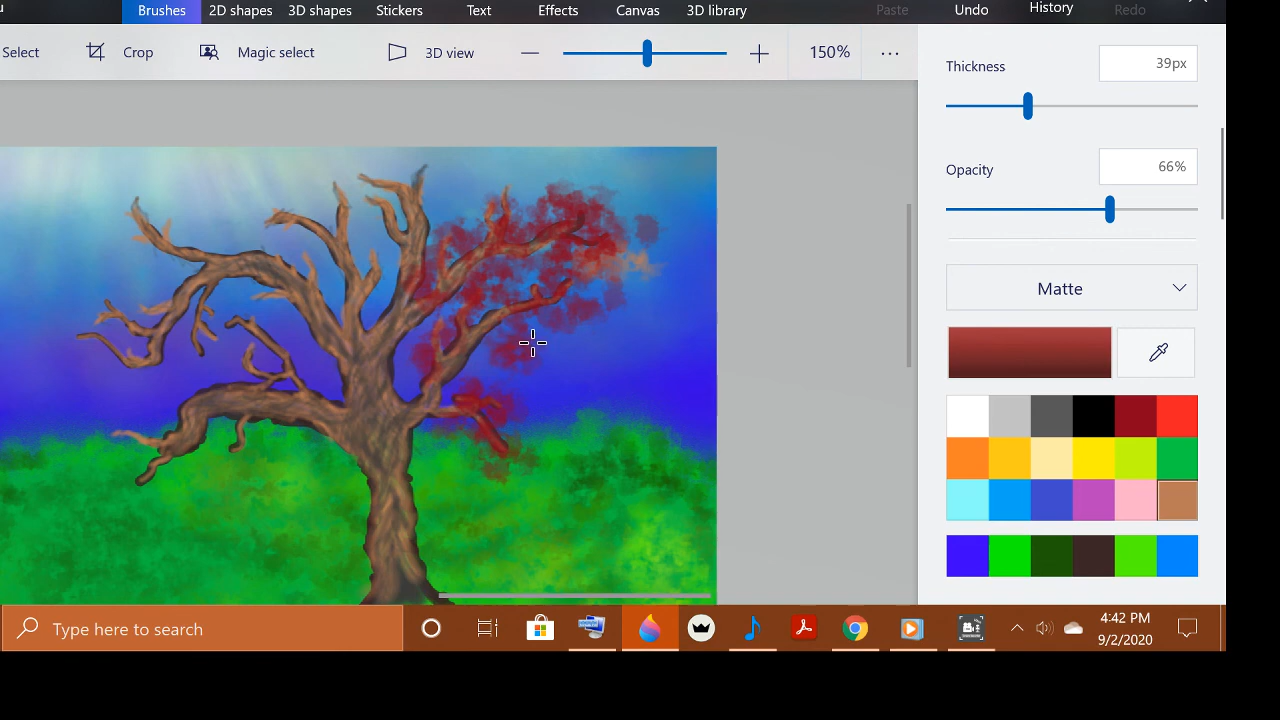 Brushes 2D shapes 3D shapes Stickers Text Effects Canvas 3D library Paste Undo History Redo
Select Crop Magic select 3D view 150%
Thickness 39px
Opacity 66%
Matte
Type here to search
4:42 PM
9/2/2020